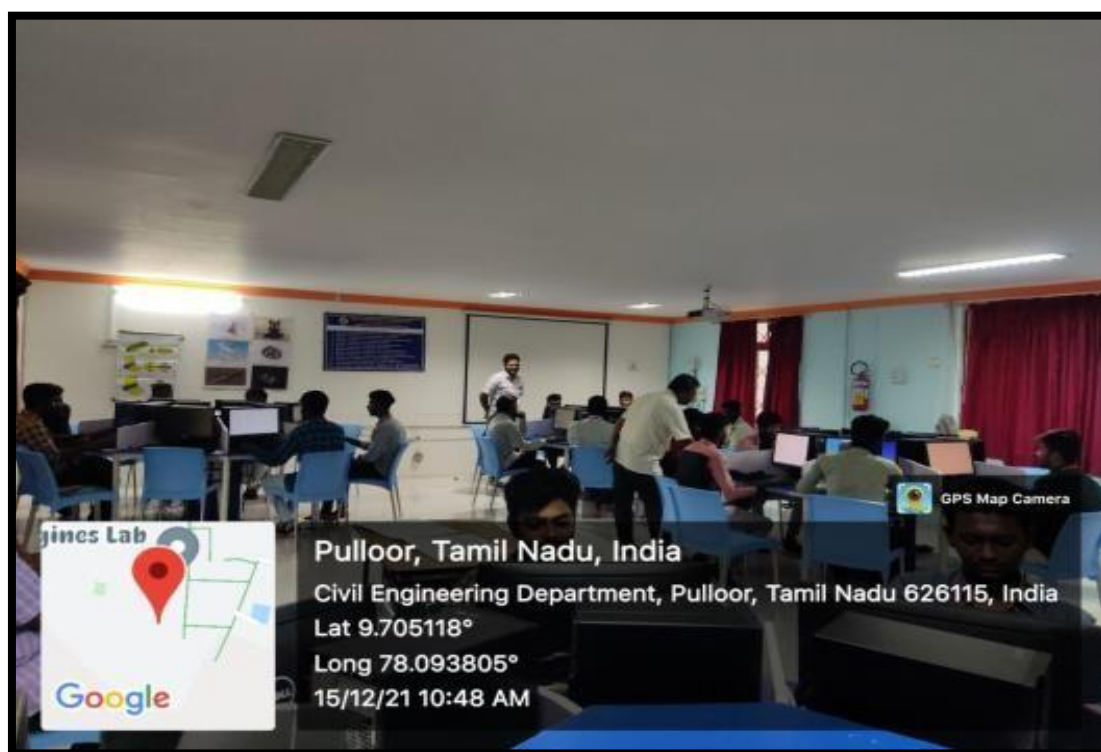 GPS Map Camera
gines Lab
Google
Pulloor, Tamil Nadu, India
Civil Engineering Department, Pulloor, Tamil Nadu 626115, India
Lat 9.705118°
Long 78.093805°
15/12/21 10:48 AM